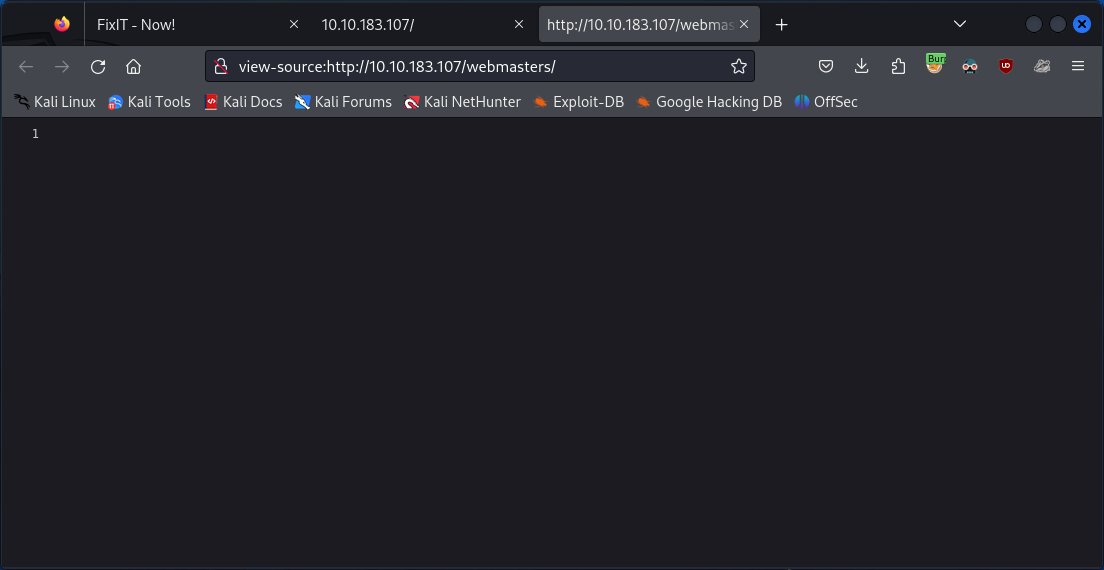 FixIT - Now!
10.10.183.107/
http://10.10.183.107/webmas
view-source:http://10.10.183.107/webmasters/
Bur
Kali Linux
Kali Tools
Kali Docs
Kali Forums
Kali NetHunter
Exploit-DB
Google Hacking DB
OffSec
1